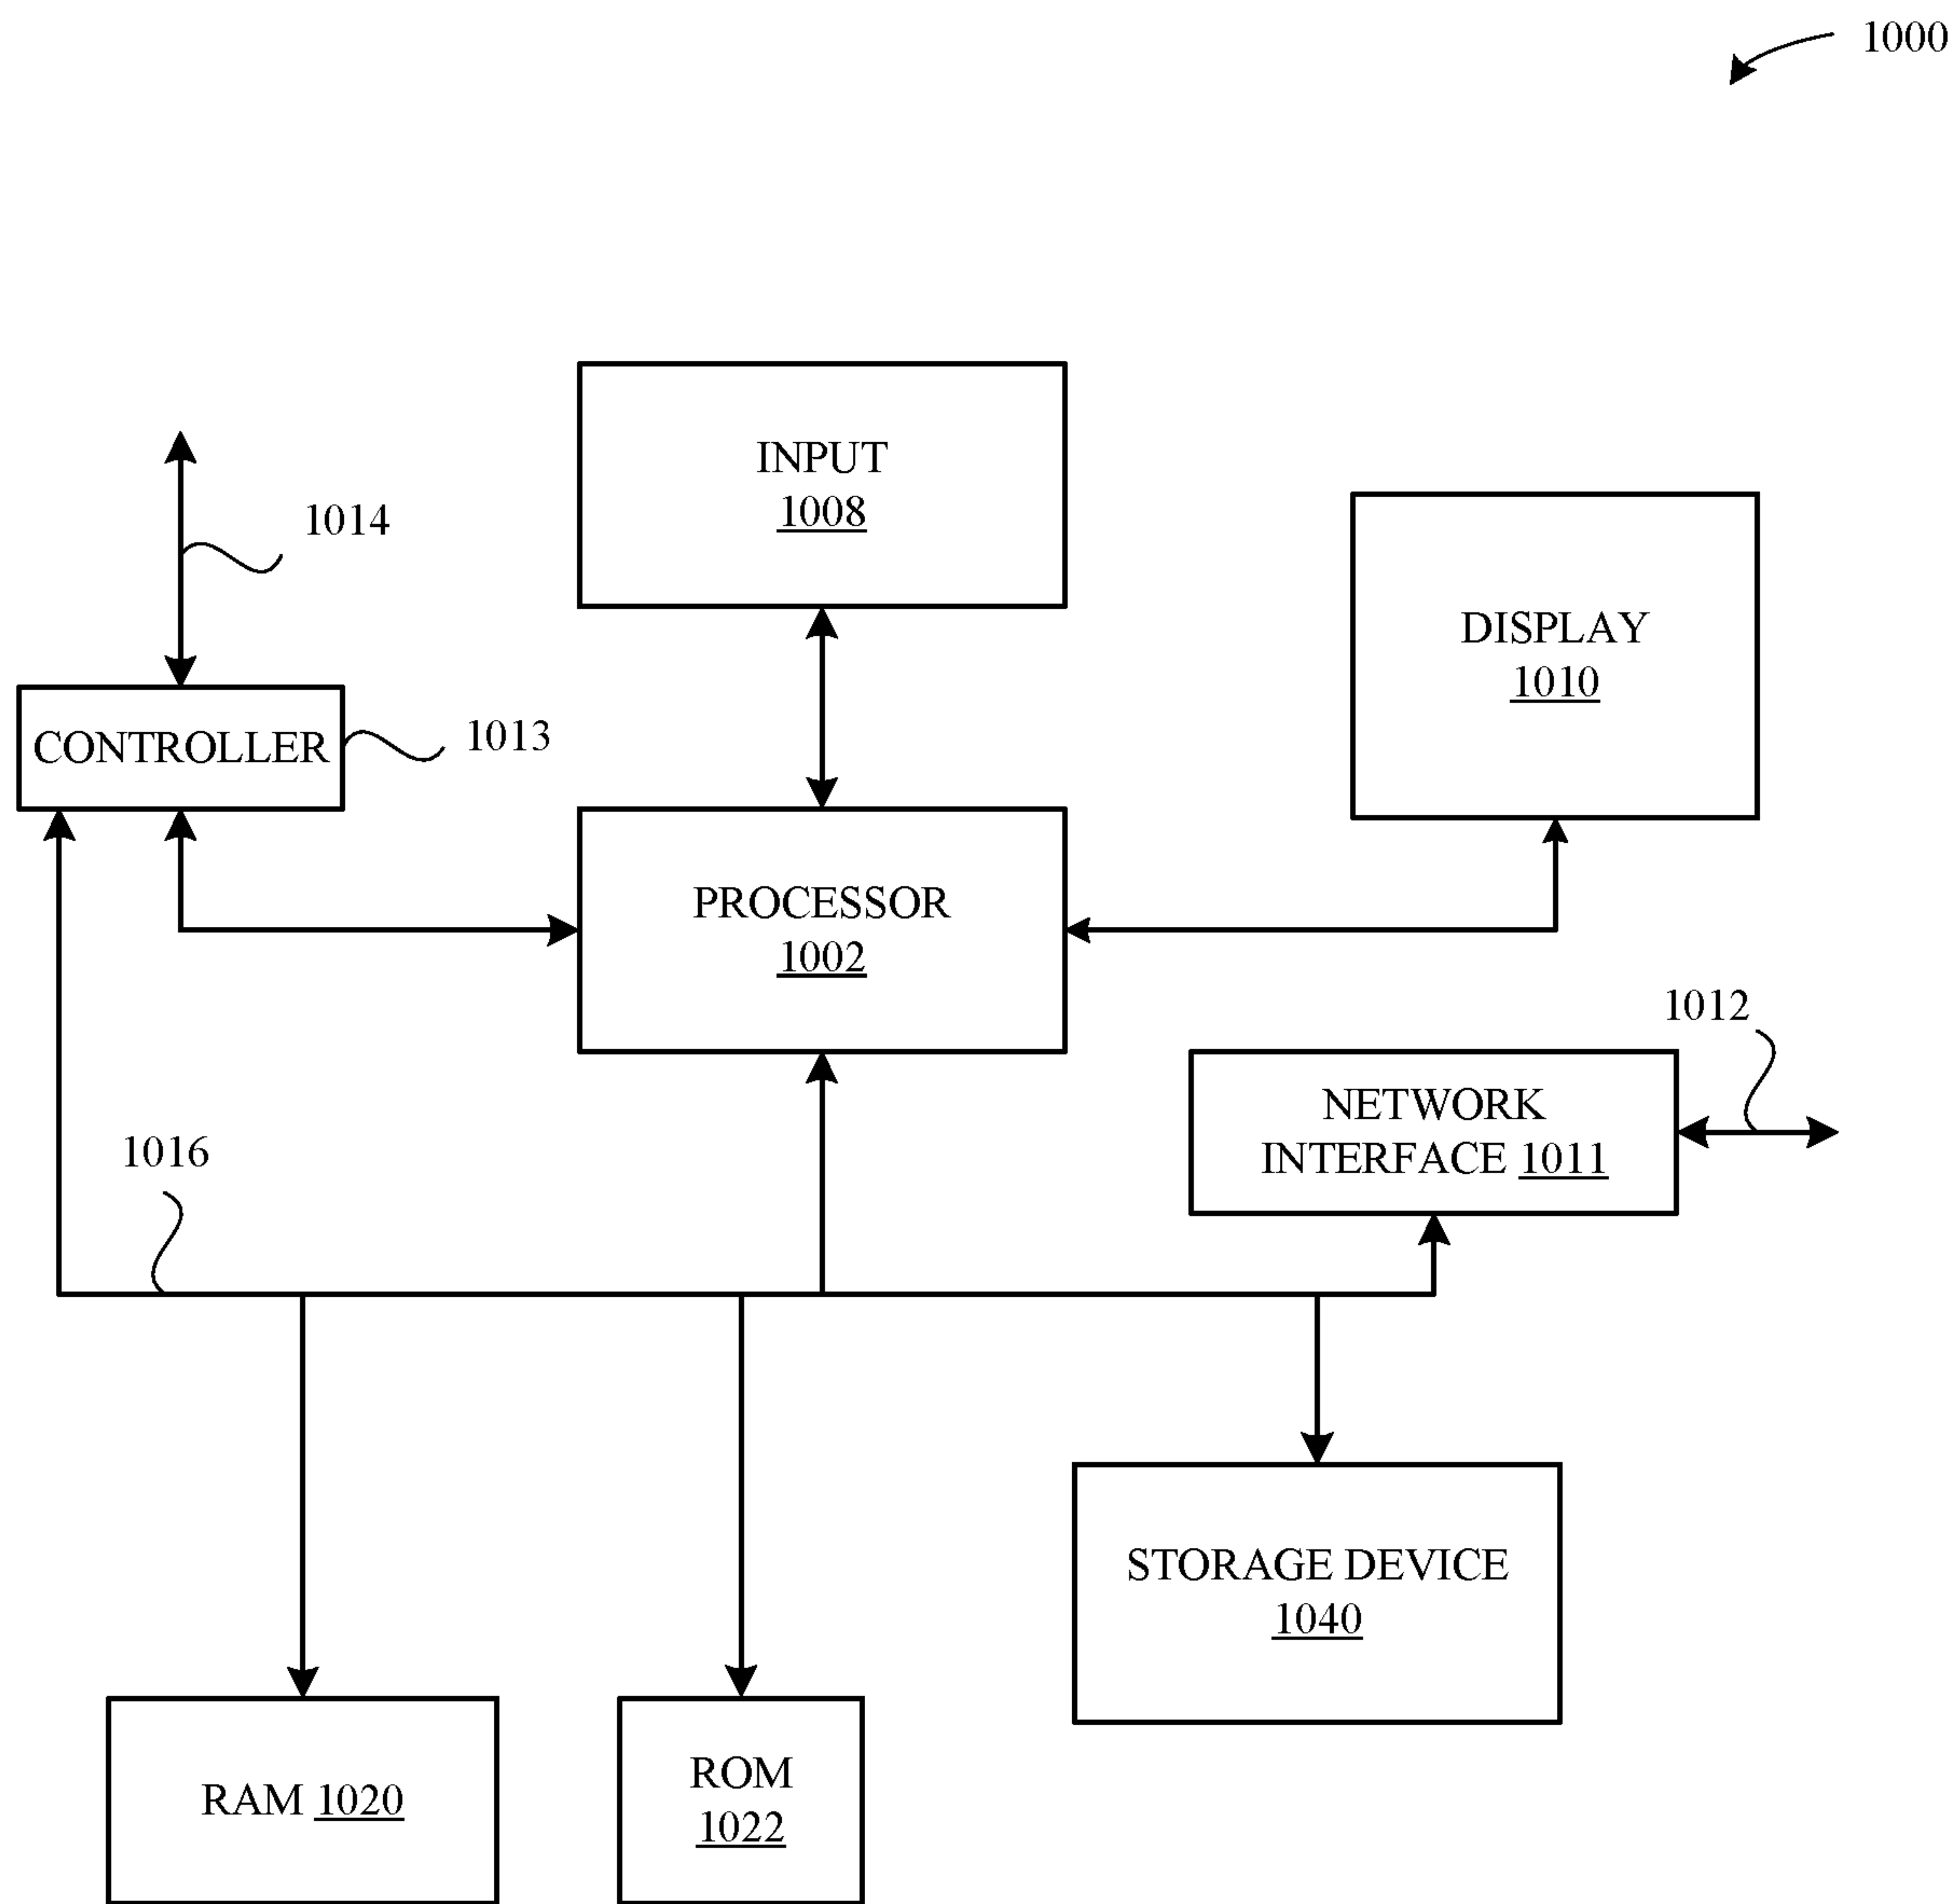 1000
INPUT
1008
1014
DISPLAY
1010
CONTROLLER
1013
PROCESSOR
1002
1012
NETWORK
INTERFACE 1011
1016
STORAGE DEVICE
1040
RAM 1020
ROM
1022